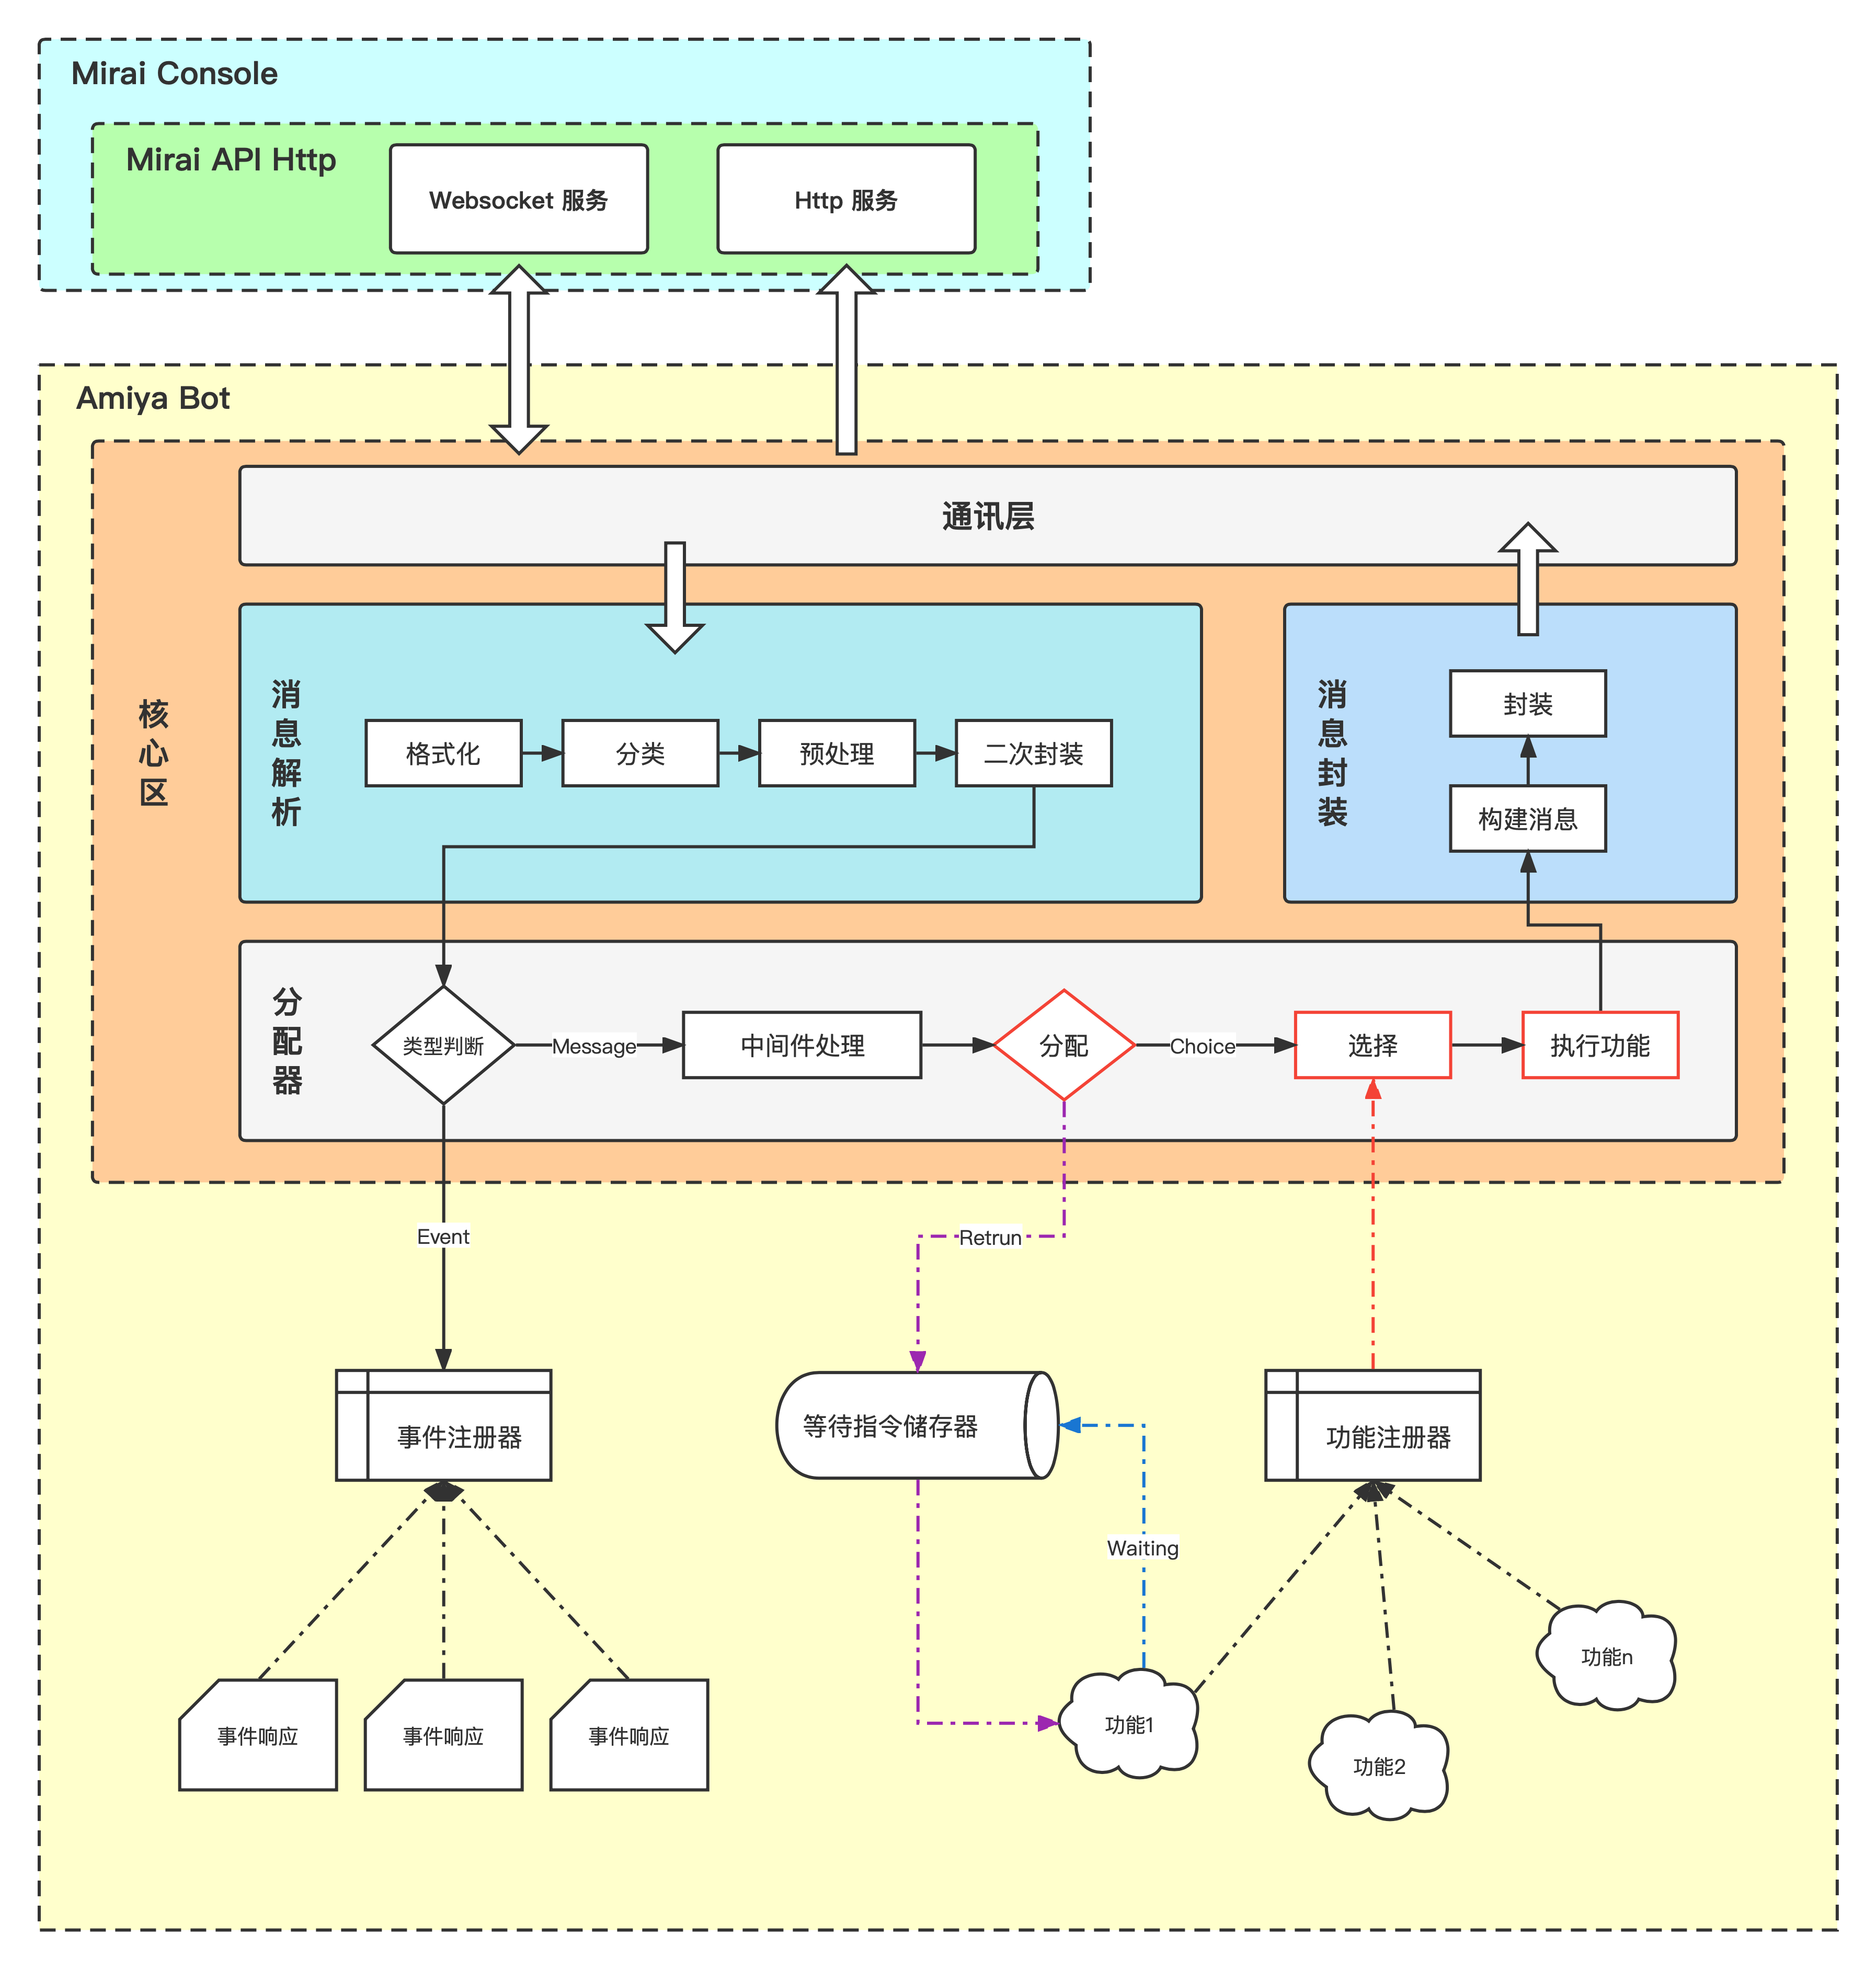 Mirai Console
Mirai API Http
Websocket 服务
Http 服务
Amiya Bot
通讯层
核心区
消息解析
格式化
分类
预处理
二次封装
消息封装
封装
构建消息
分配器
类型判断
Message
中间件处理
分配
Choice
选择
执行功能
Event
Retrun
事件注册器
等待指令储存器
功能注册器
Waiting
事件响应
事件响应
事件响应
功能1
功能2
功能n